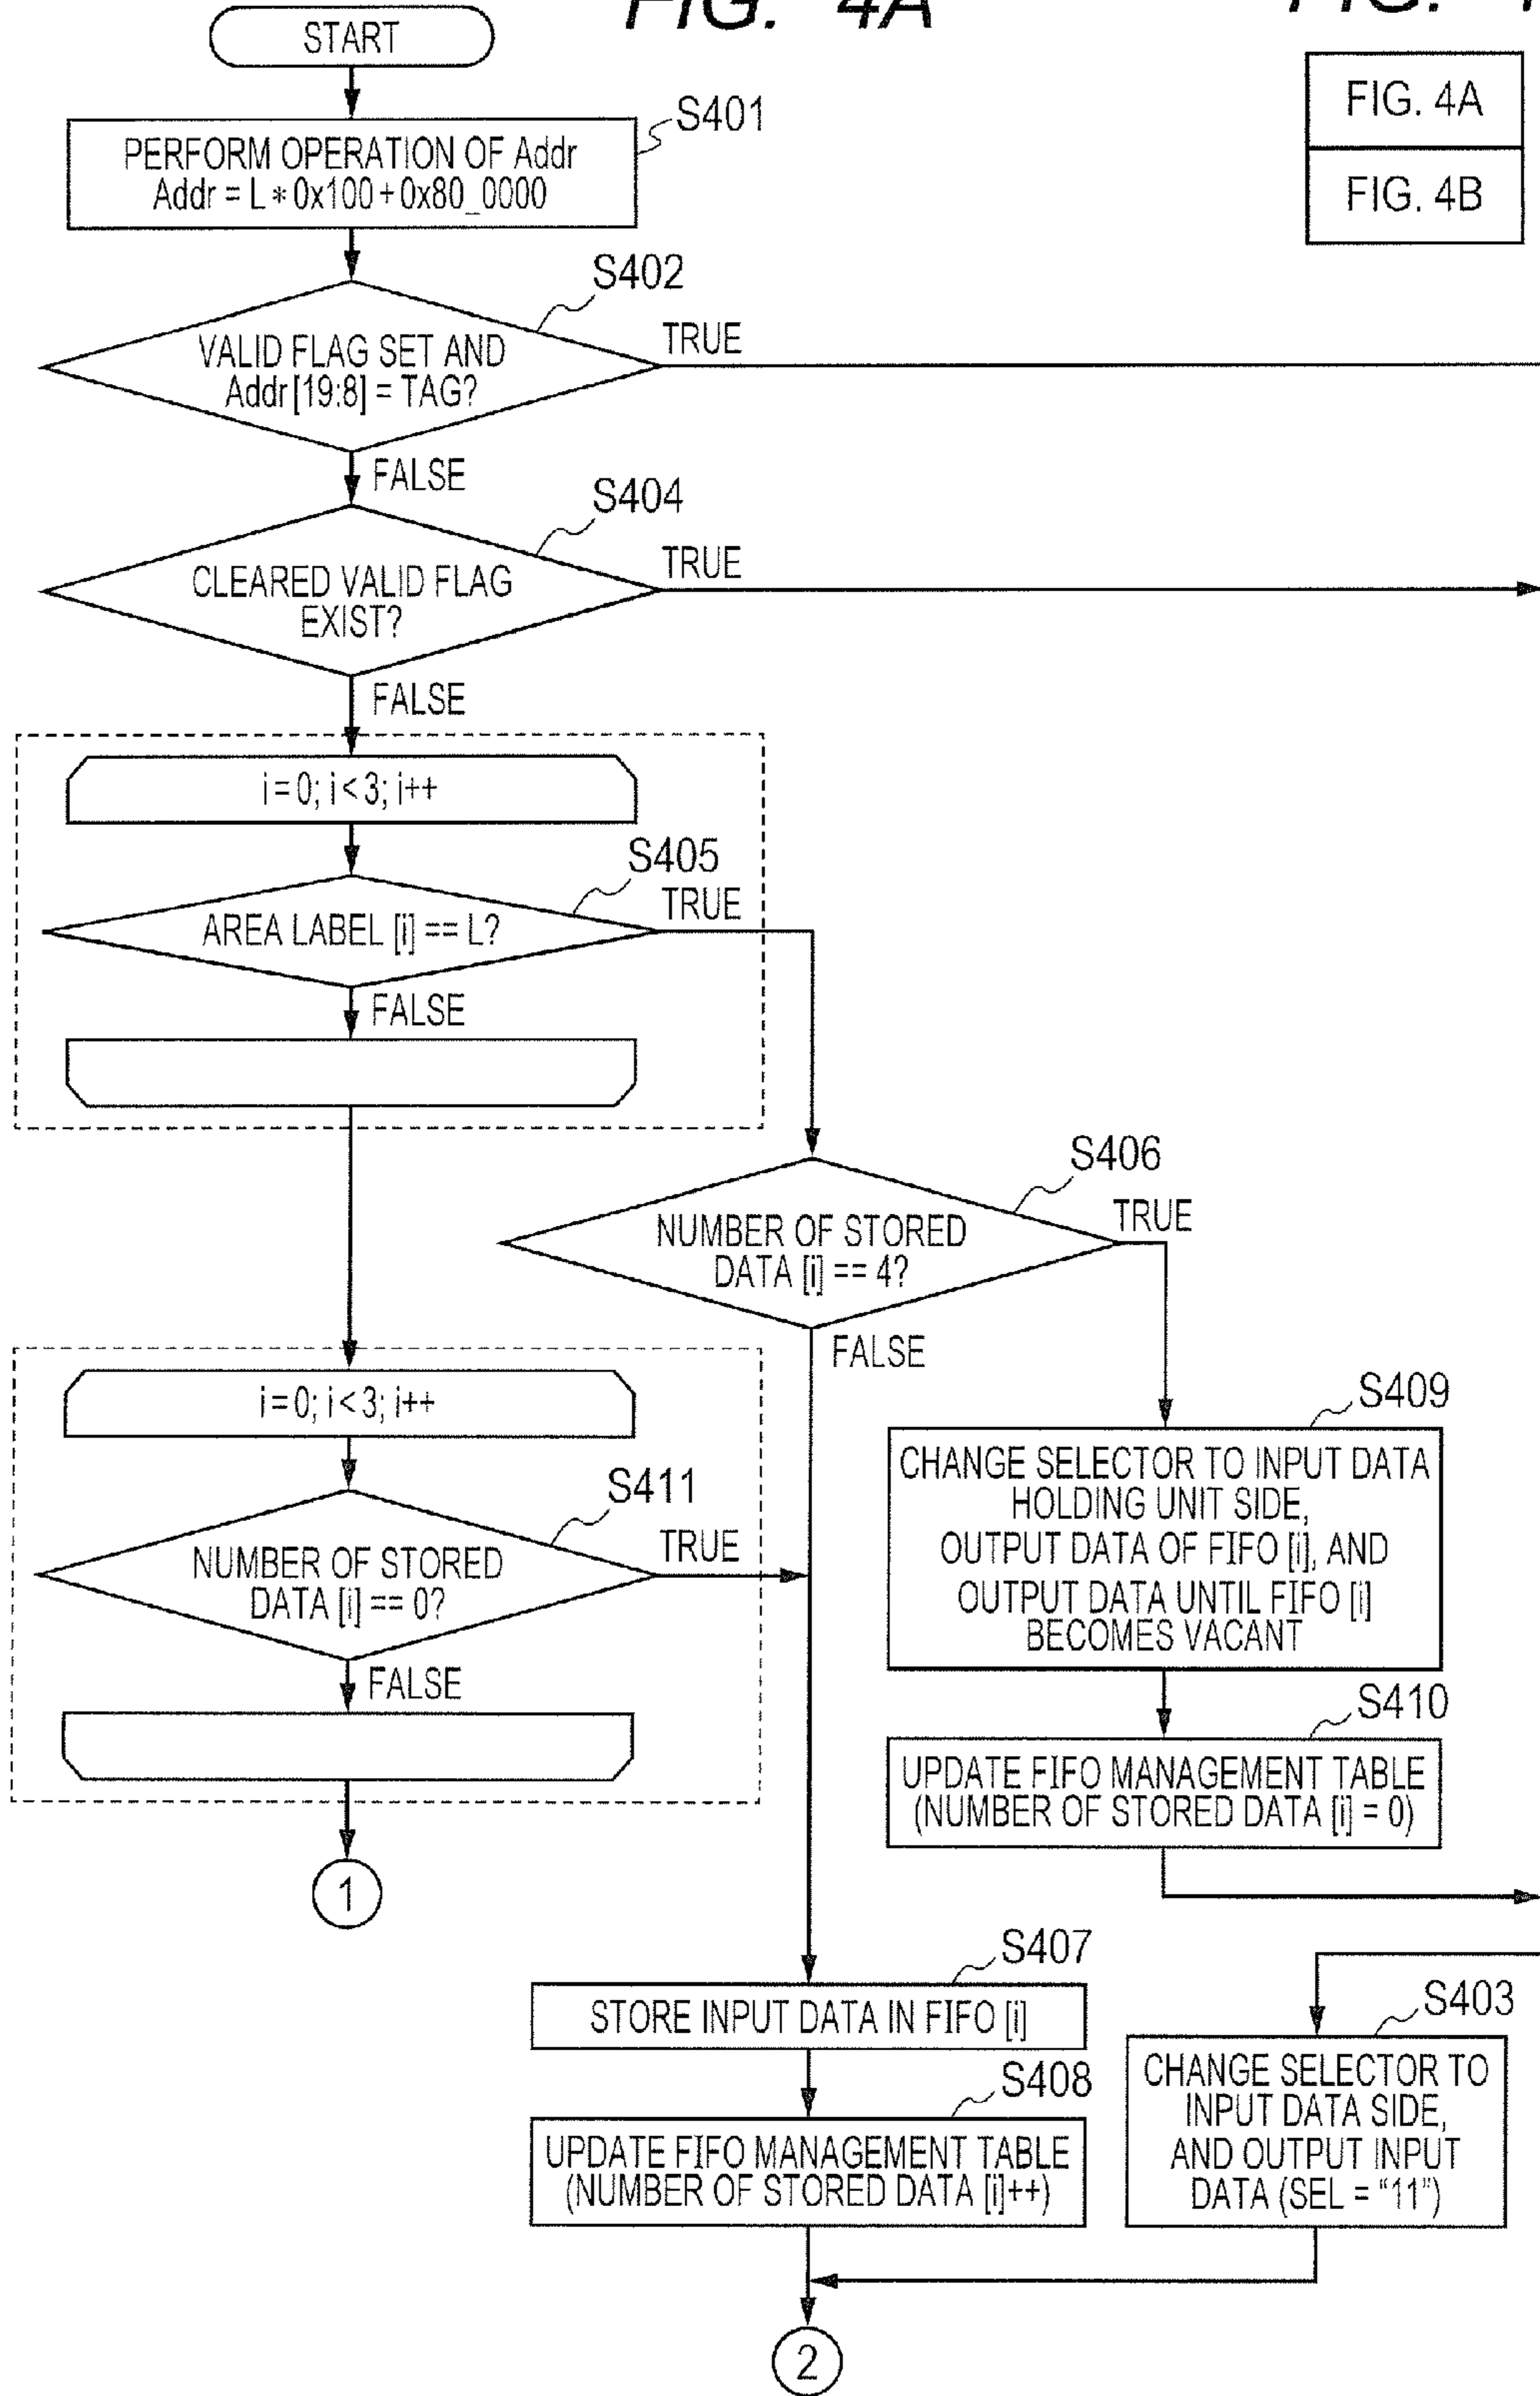 FIG. 4A
FIG. 4
FIG. 4A
FIG. 4B
START
S401
PERFORM OPERATION OF Addr
Addr = L * 0x100 + 0x80_0000
S402
VALID FLAG SET AND
Addr [19:8] = TAG?
TRUE
FALSE
S404
CLEARED VALID FLAG
EXIST?
TRUE
FALSE
i = 0; i < 3; i++
S405
AREA LABEL [i] == L?
TRUE
FALSE
S406
NUMBER OF STORED
DATA [i] == 4?
TRUE
FALSE
i = 0; i < 3; i++
S411
NUMBER OF STORED
DATA [i] == 0?
TRUE
FALSE
1
S409
CHANGE SELECTOR TO INPUT DATA
HOLDING UNIT SIDE,
OUTPUT DATA OF FIFO [i], AND
OUTPUT DATA UNTIL FIFO [i]
BECOMES VACANT
S410
UPDATE FIFO MANAGEMENT TABLE
(NUMBER OF STORED DATA [i] = 0)
S407
STORE INPUT DATA IN FIFO [i]
S408
UPDATE FIFO MANAGEMENT TABLE
(NUMBER OF STORED DATA [i]++)
S403
CHANGE SELECTOR TO
INPUT DATA SIDE,
AND OUTPUT INPUT
DATA (SEL = “11”)
2